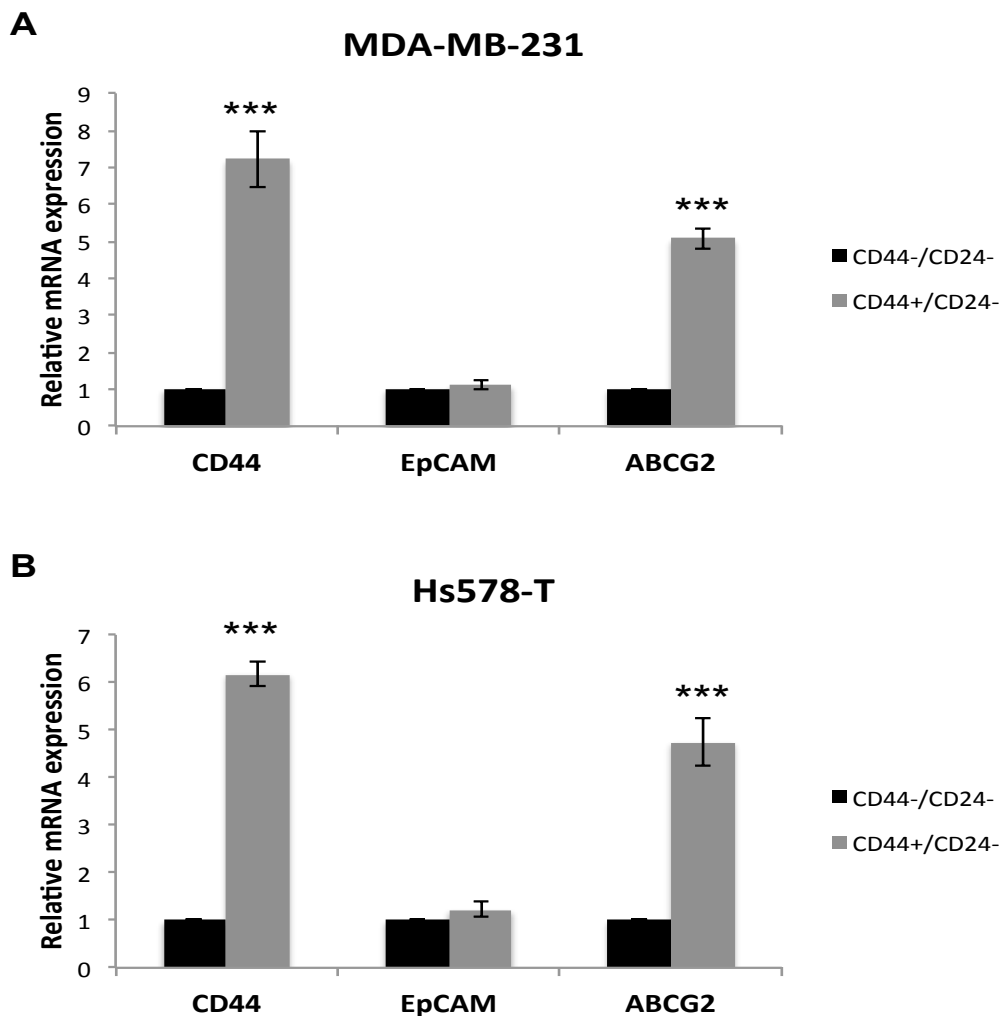 A
MDA-MB-231
Relative mRNA expression
9
8
7
6
5
4
3
2
1
0
***
***
CD44
EpCAM
ABCG2
CD44-/CD24-
CD44+/CD24-
B
Hs578-T
Relative mRNA expression
7
6
5
4
3
2
1
0
***
***
CD44
EpCAM
ABCG2
CD44-/CD24-
CD44+/CD24-